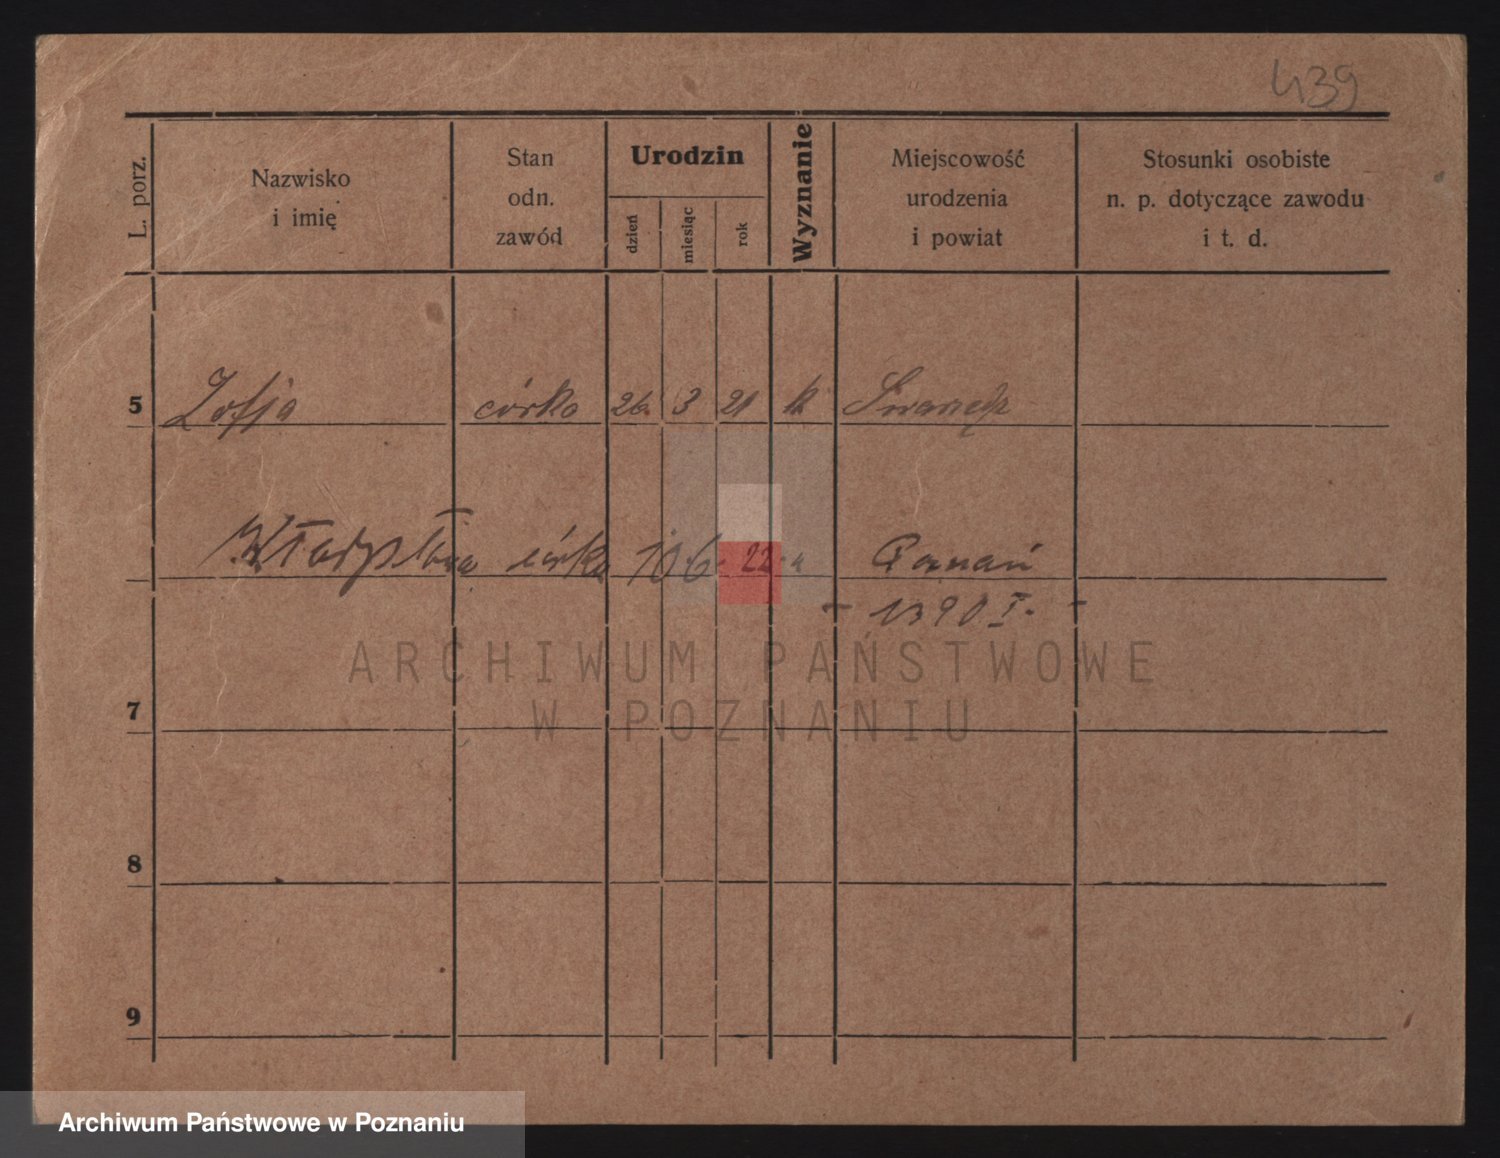 439
L. porz.
Nazwisko
i imię
Stan
odn.
zawód
Urodzin
dzień
miesiąc
rok
Wyznanie
Miejscowość
urodzenia
i powiat
Stosunki osobiste
n. p. dotyczące zawodu
i t. d.
5 Zofja córka 26 3 21 k
Władysława córka 10. 6. 22 Poznań
1390 I.
7
8
9
ARCHIWUM PAŃSTWOWE
W POZNANIU
Archiwum Państwowe w Poznaniu